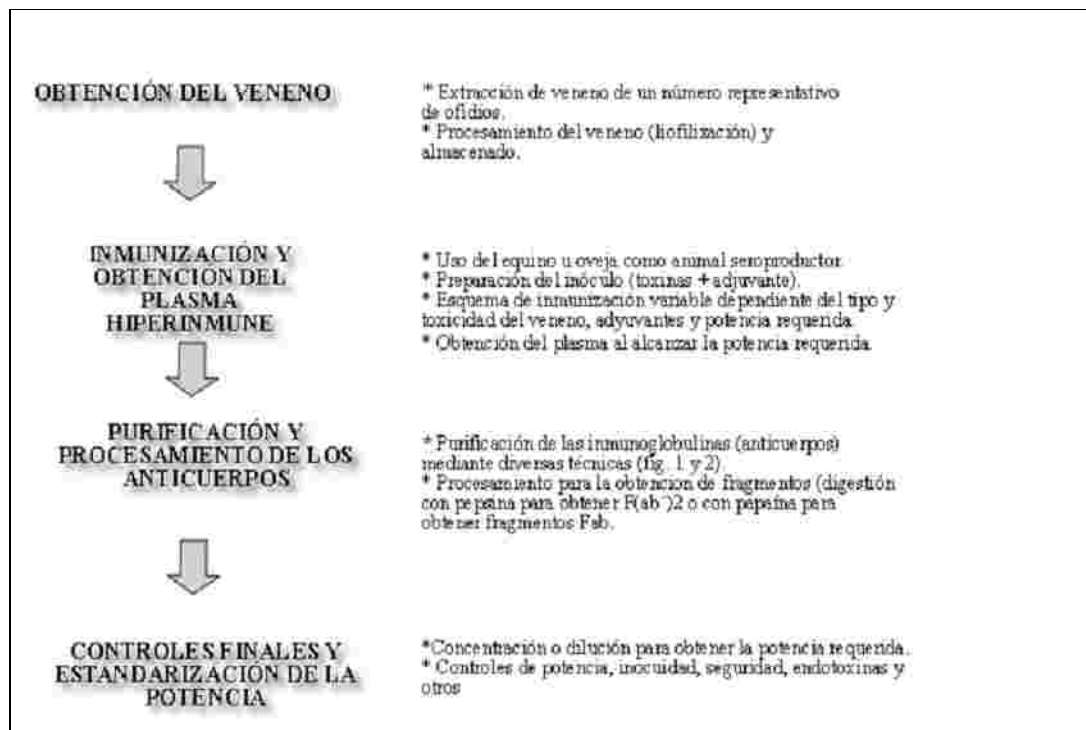 OBTENCIÓN DEL VENENO
* Extracción de veneno de un número representativo
de ofidios.
* Procesamiento del veneno (liofilización) y
almacenado.
INMUNIZACIÓN Y
OBTENCION DEL
PLASMA
HIPERINMUNE
* Uso del equino u oveja como animal seroproductor.
* Preparación del inóculo (toxinas + adjuvante).
* Esquema de inmunización variable dependiente del tipo y
toxicidad del veneno, adyuvantes y potencia requerida.
* Obtención del plasma al alcanzar la potencia requerida.
PURIFICACIÓN Y
PROCESAMIENTO DE LOS
ANTICUERPOS
* Purificación de las inmunoglobulinas (anticuerpos)
mediante diversas técnicas (fig. 1 y 2).
* Procesamiento para la obtención de fragmentos (digestión
con pepsina para obtener F(ab')2 o con papaína para
obtener fragmentos Fab.
CONTROLES FINALES Y
ESTANDARIZACIÓN DE LA
POTENCIA
*Concentración o dilución para obtener la potencia requerida.
* Controles de potencia, inocuidad, seguridad, endotoxinas y
otros